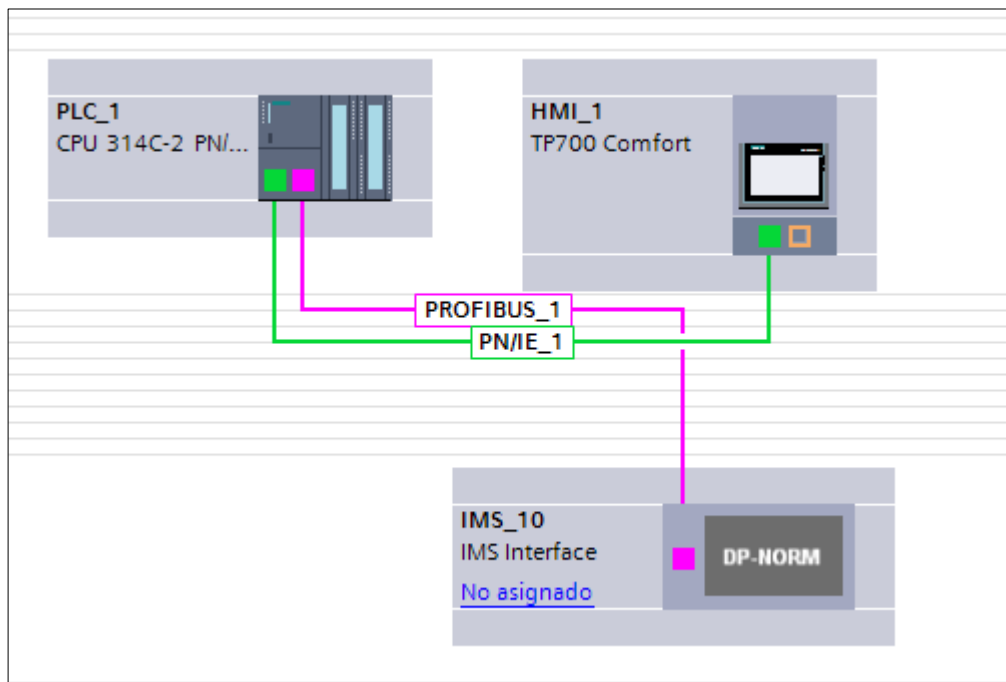 PLC_1
CPU 314C-2 PN/...
HMI_1
TP700 Comfort
PROFIBUS_1
PN/IE_1
IMS_10
IMS Interface
No asignado
DP-NORM